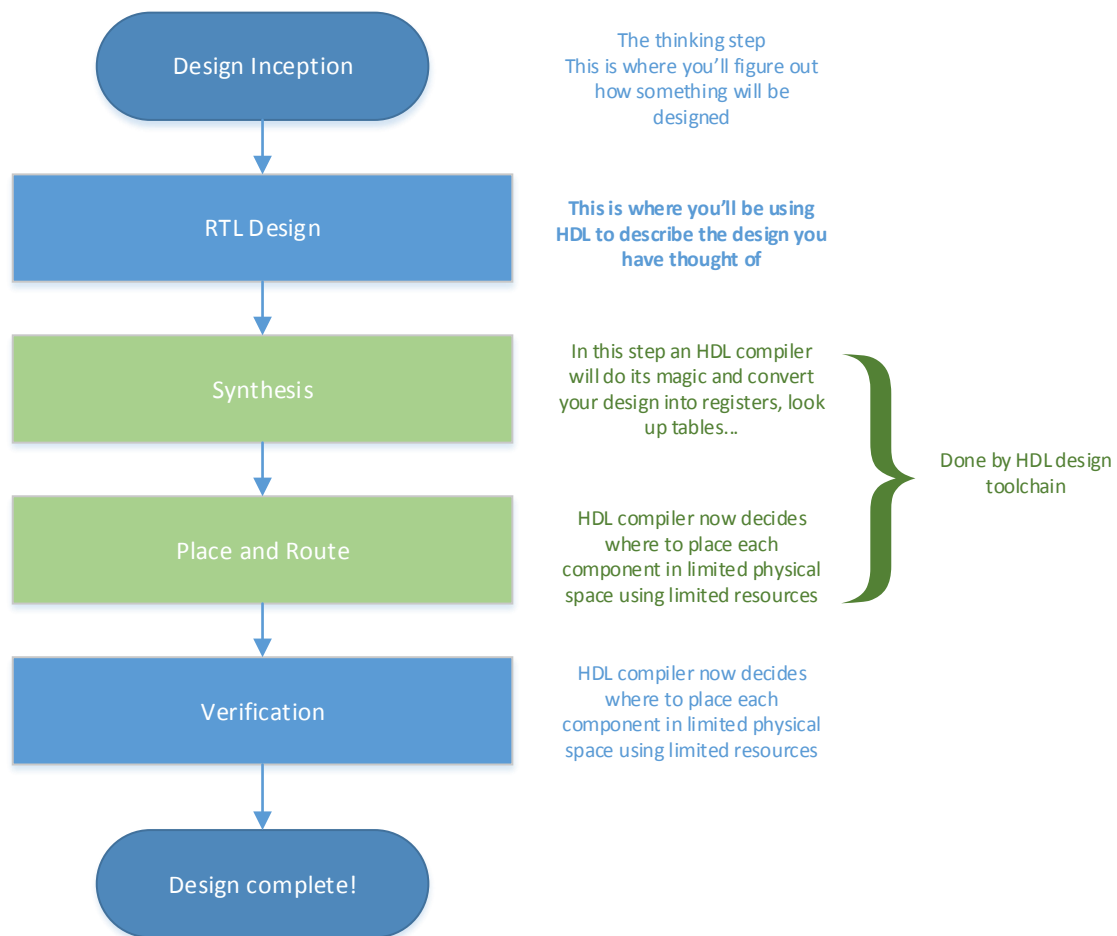 Design Inception
The thinking step
This is where you’ll figure out
how something will be
designed
RTL Design
This is where you’ll be using
HDL to describe the design you
have thought of
Synthesis
In this step an HDL compiler
will do its magic and convert
your design into registers, look
up tables...
Done by HDL design
toolchain
Place and Route
HDL compiler now decides
where to place each
component in limited physical
space using limited resources
Verification
HDL compiler now decides
where to place each
component in limited physical
space using limited resources
Design complete!